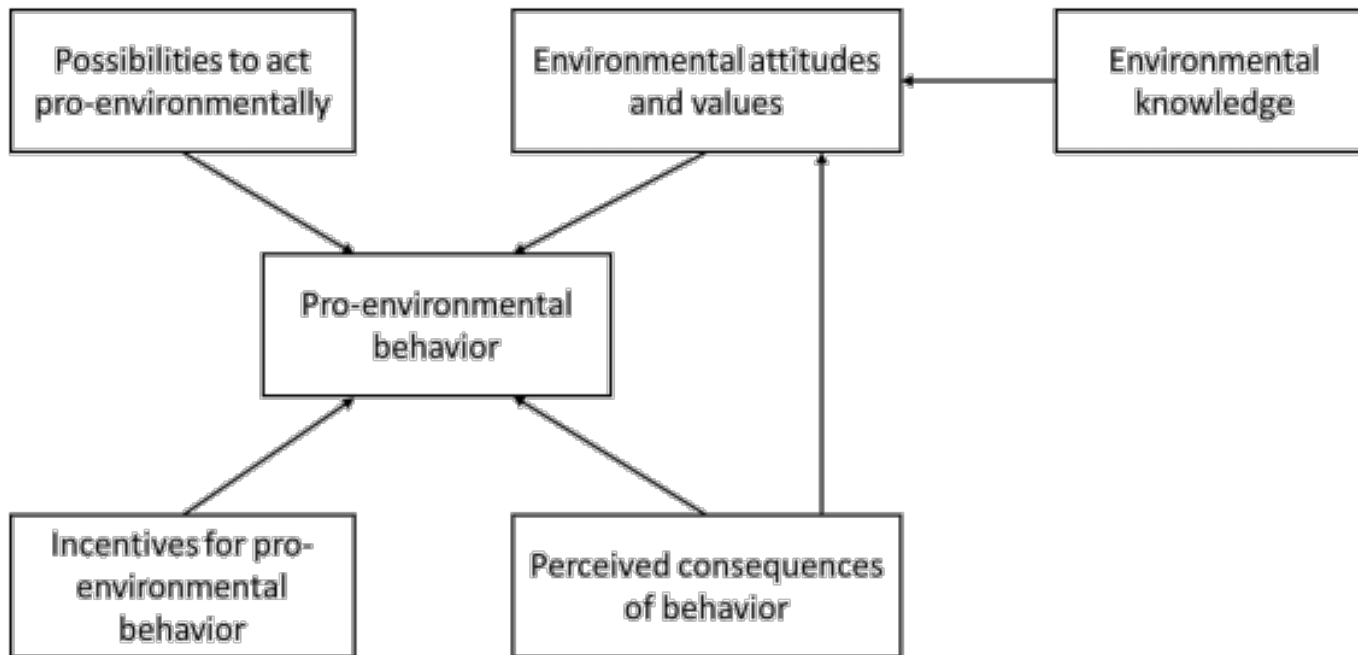 Possibilities to act
pro-environmentally
Environmental attitudes
and values
Environmental
knowledge
Pro-environmental
behavior
Incentives for pro-
environmental
behavior
Perceived consequences
of behavior